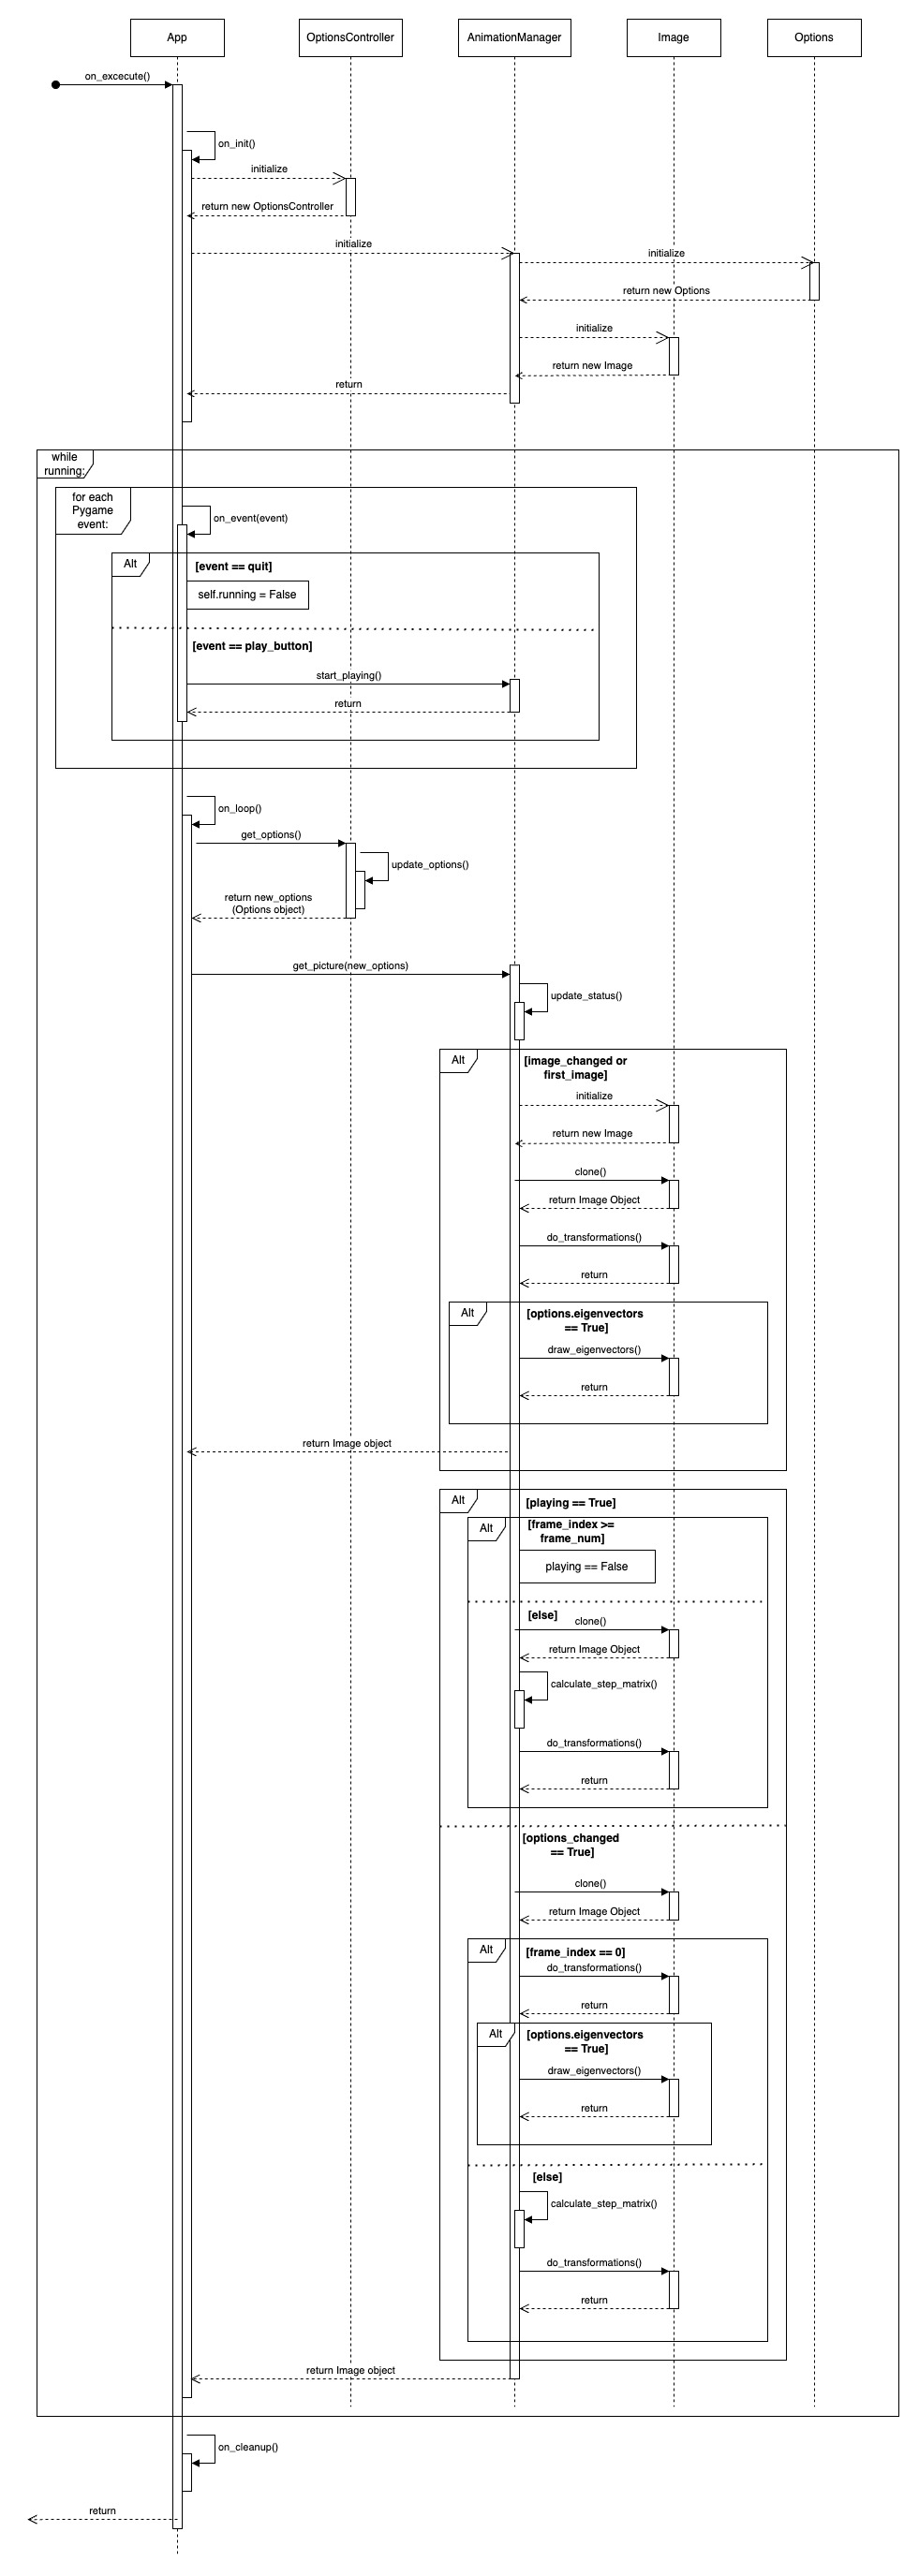 App
OptionsController
AnimationManager
Image
Options
on_excecute()
on_init()
initialize
return new OptionsController
initialize
initialize
return new Options
initialize
return new Image
return
while
running:
for each
Pygame
event:
on_event(event)
Alt
[event == quit]
self.running = False
[event == play_button]
start_playing()
return
on_loop()
get_options()
update_options()
return new_options
(Options object)
get_picture(new_options)
update_status()
Alt
[image_changed or
first_image]
initialize
return new Image
clone()
return Image Object
do_transformations()
return
Alt
[options.eigenvectors
== True]
draw_eigenvectors()
return
return Image object
Alt
[playing == True]
Alt
[frame_index >=
frame_num]
playing == False
[else]
clone()
return Image Object
calculate_step_matrix()
do_transformations()
return
[options_changed
== True]
clone()
return Image Object
Alt
[frame_index == 0]
do_transformations()
return
Alt
[options.eigenvectors
== True]
draw_eigenvectors()
return
[else]
calculate_step_matrix()
do_transformations()
return
return Image object
on_cleanup()
return